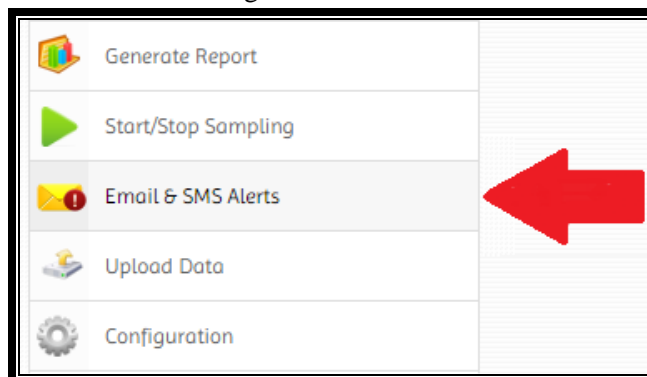 Generate Report
Start/Stop Sampling
Email & SMS Alerts
Upload Data
Configuration